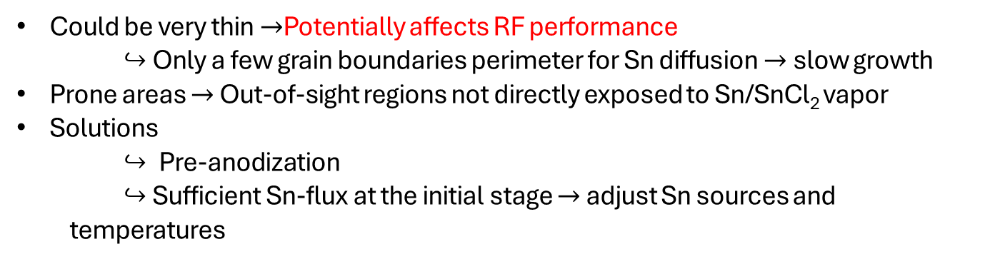 • Could be very thin →Potentially affects RF performance
↪ Only a few grain boundaries perimeter for Sn diffusion → slow growth
• Prone areas → Out-of-sight regions not directly exposed to Sn/SnCl₂ vapor
• Solutions
↪ Pre-anodization
↪ Sufficient Sn-flux at the initial stage → adjust Sn sources and
temperatures